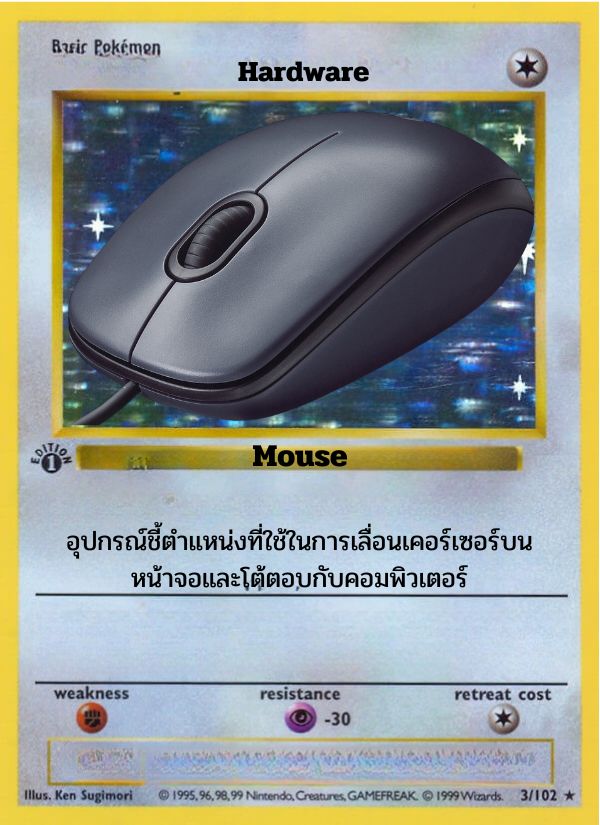 Basic Pokémon
Hardware
EDITION
1
Mouse
อุปกรณ์ชี้ตำแหน่งที่ใช้ในการเลื่อนเคอร์เซอร์บน
หน้าจอและโต้ตอบกับคอมพิวเตอร์
weakness resistance retreat cost
-30
Illus. Ken Sugimori © 1995, 96, 98, 99 Nintendo, Creatures, GAMEFREAK. © 1999 Wizards. 3/102 ★